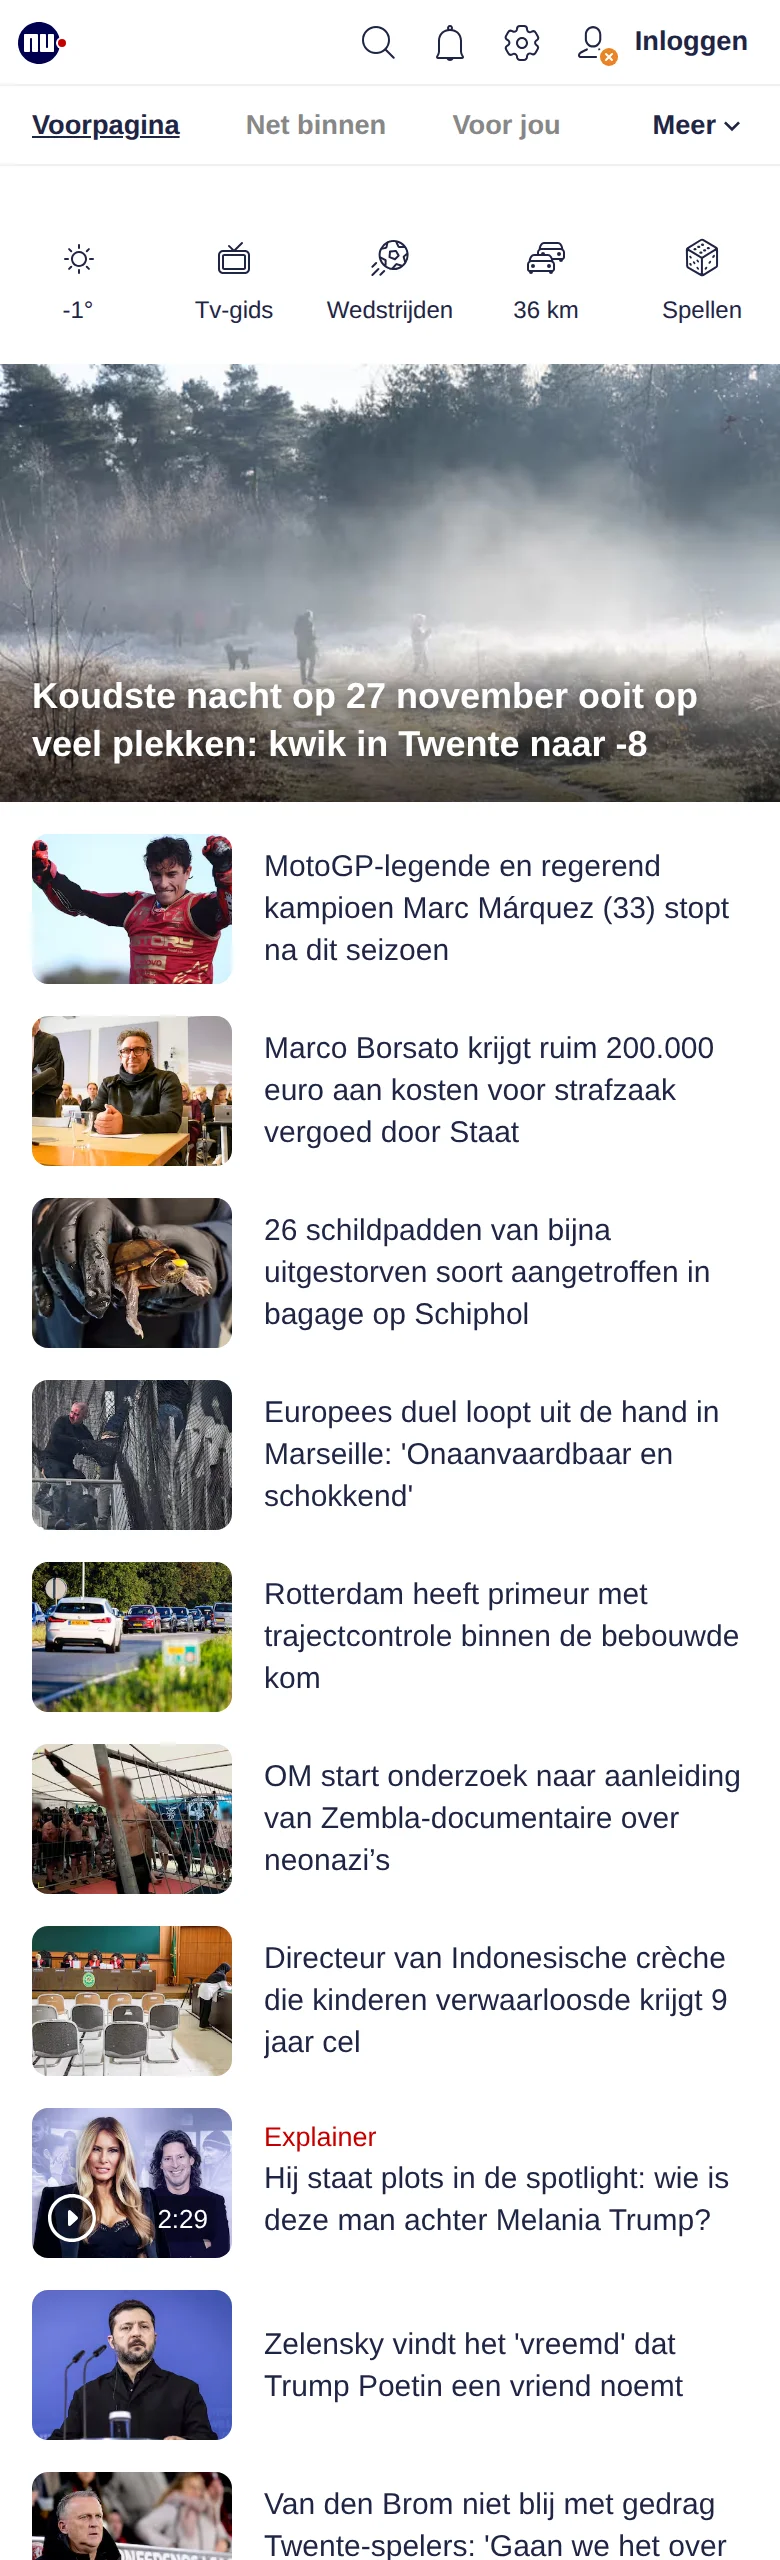 nu
Inloggen
Voorpagina
Net binnen
Voor jou
Meer
-1°
Tv-gids
Wedstrijden
36 km
Spellen
Koudste nacht op 27 november ooit op
veel plekken: kwik in Twente naar -8
MotoGP-legende en regerend
kampioen Marc Márquez (33) stopt
na dit seizoen
Marco Borsato krijgt ruim 200.000
euro aan kosten voor strafzaak
vergoed door Staat
26 schildpadden van bijna
uitgestorven soort aangetroffen in
bagage op Schiphol
Europees duel loopt uit de hand in
Marseille: 'Onaanvaardbaar en
schokkend'
Rotterdam heeft primeur met
trajectcontrole binnen de bebouwde
kom
OM start onderzoek naar aanleiding
van Zembla-documentaire over
neonazi’s
Directeur van Indonesische crèche
die kinderen verwaarloosde krijgt 9
jaar cel
2:29
Explainer
Hij staat plots in de spotlight: wie is
deze man achter Melania Trump?
Zelensky vindt het 'vreemd' dat
Trump Poetin een vriend noemt
Van den Brom niet blij met gedrag
Twente-spelers: 'Gaan we het over